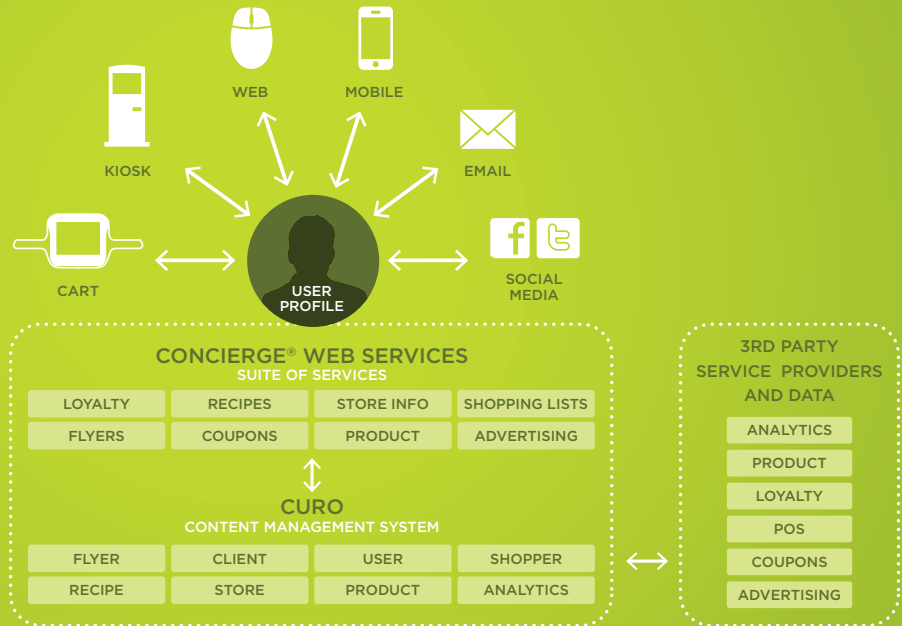 WEB
MOBILE
KIOSK
EMAIL
CART
SOCIAL
MEDIA
USER
PROFILE
CONCIERGE® WEB SERVICES
SUITE OF SERVICES
LOYALTY
RECIPES
STORE INFO
SHOPPING LISTS
FLYERS
COUPONS
PRODUCT
ADVERTISING
CURO
CONTENT MANAGEMENT SYSTEM
FLYER
CLIENT
USER
SHOPPER
RECIPE
STORE
PRODUCT
ANALYTICS
3RD PARTY
SERVICE PROVIDERS
AND DATA
ANALYTICS
PRODUCT
LOYALTY
POS
COUPONS
ADVERTISING